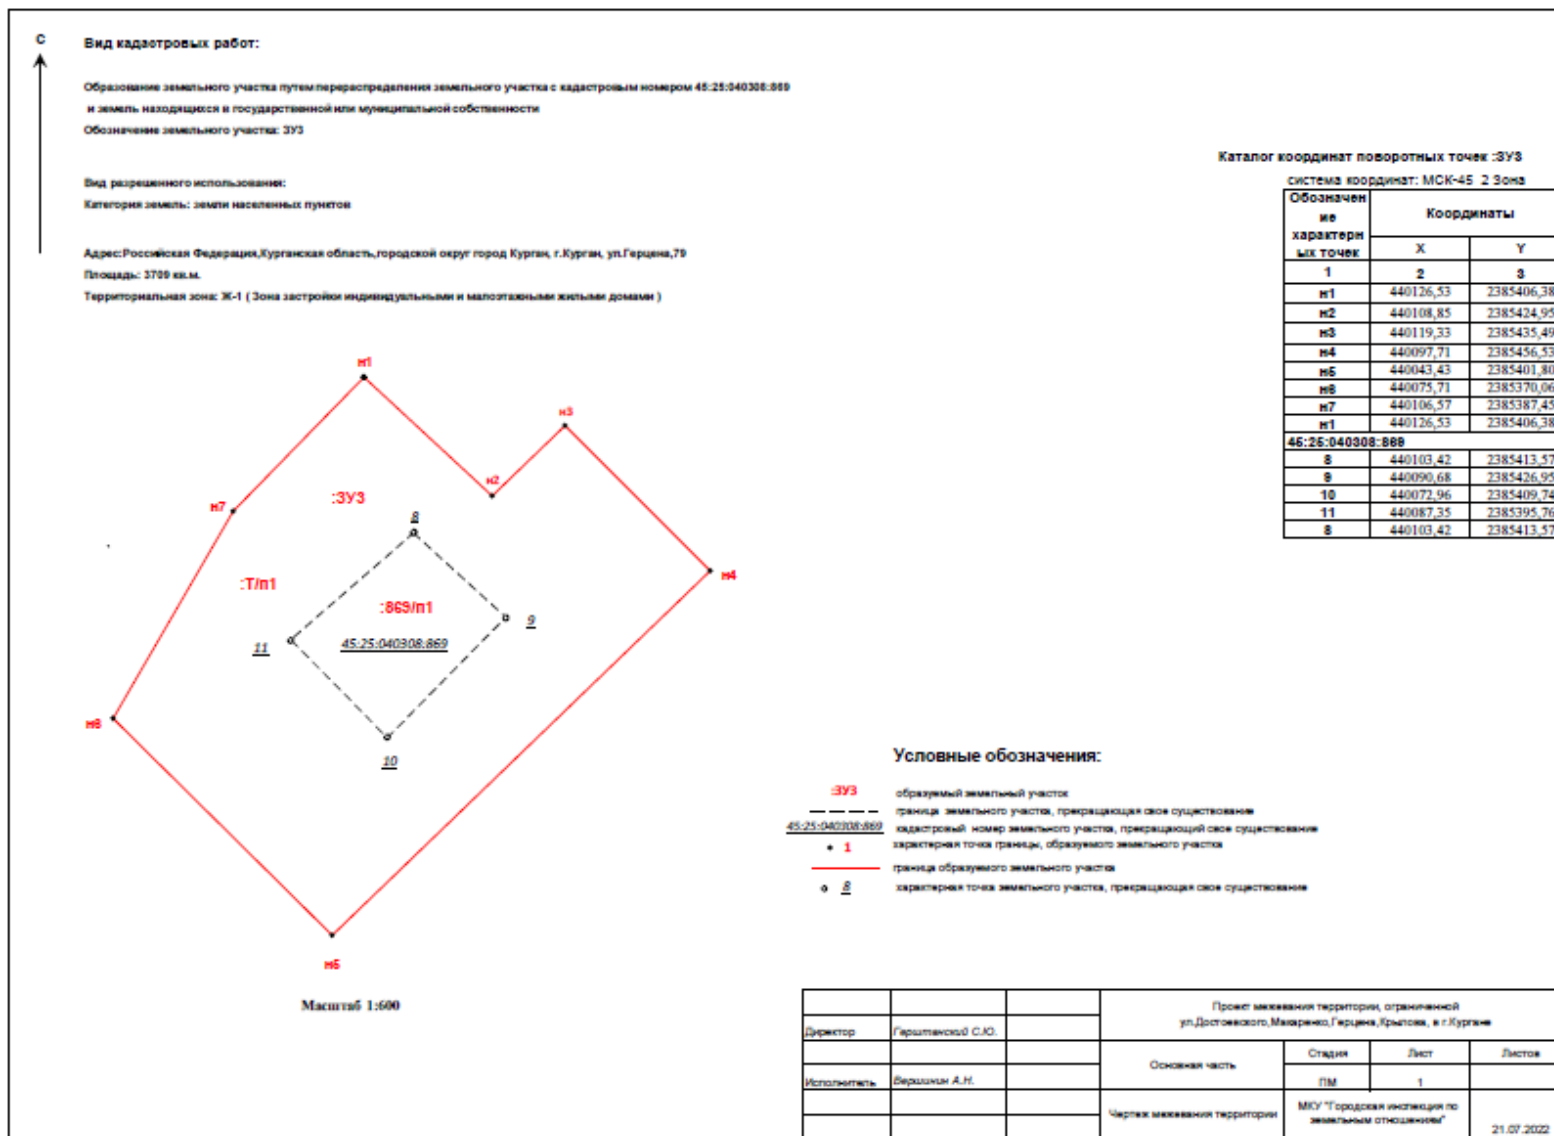 С
Вид кадастровых работ:
Образование земельного участка путем перераспределения земельного участка с кадастровым номером 45:25:040308:869
и земель находящихся в государственной или муниципальной собственности
Обозначение земельного участка: ЗУ3
Вид разрешенного использования:
Категория земель: земли населенных пунктов
Адрес:Российская Федерация,Курганская область,городской округ город Курган, г.Курган, ул.Герцена,79
Площадь: 3709 кв.м.
Территориальная зона: Ж-1 ( Зона застройки индивидуальными и малоэтажными жилыми домами )
Каталог координат поворотных точек :ЗУ3
система координат: МСК-45 2 Зона
Обозначен
ие
характерн
ых точек
Координаты
X Y
1 2 3
н1 440126,53 2385406,38
н2 440108,85 2385424,95
н3 440119,33 2385435,49
н4 440097,71 2385456,53
н5 440043,43 2385401,80
н6 440075,71 2385370,06
н7 440106,57 2385387,45
н1 440126,53 2385406,38
45:25:040308:869
8 440103,42 2385413,57
9 440090,68 2385426,95
10 440072,96 2385409,74
11 440087,35 2385395,76
8 440103,42 2385413,57
н1
н3
н2
:ЗУ3
н7
8
н4
:Т/п1
:869/п1
9
11
45:25:040308:869
н6
10
н5
Масштаб 1:600
Условные обозначения:
:ЗУ3 образуемый земельный участок
граница земельного участка, прекращающая свое существование
45:25:040308:869 кадастровый номер земельного участка, прекращающий свое существование
1 характерная точка границы, образуемого земельного участка
граница образуемого земельного участка
8 характерная точка земельного участка, прекращающая свое существование
Проект межевания территории, ограниченной
ул.Достоевского,Макаренко,Герцена,Крылова, в г.Кургане
Директор Герштанский С.Ю.
Основная часть
Стадия Лист Листов
Исполнитель Вершинин А.Н.
ПМ 1
Чертеж межевания территории
МКУ "Городская инспекция по
земельным отношениям"
21.07.2022